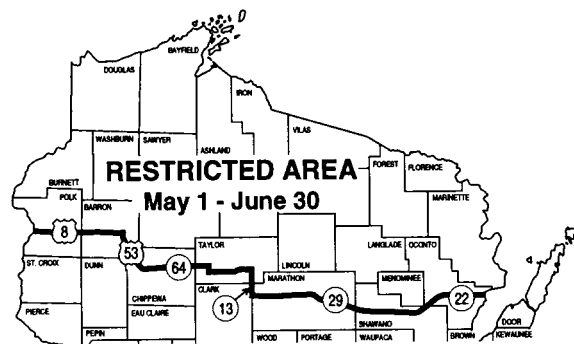 BAYFIELD
DOUGLAS
IRON
VILAS
WASHBURN SAWYER
ASHLAND
FOREST FLORENCE
RESTRICTED AREA
May 1 - June 30
BURNETT
POLK
BARRON
MARINETTE
8
53
64
TAYLOR
LINCOLN
LANGLADE OCONTO
ST. CROIX
DUNN
CHIPPEWA
CLARK
MARATHON
MENOMINEE
13
29
22
PIERCE
EAU CLAIRE
PEPIN
WOOD
PORTAGE
SHAWANO
WAUPACA
BROWN
DOOR
KEWAUNEE